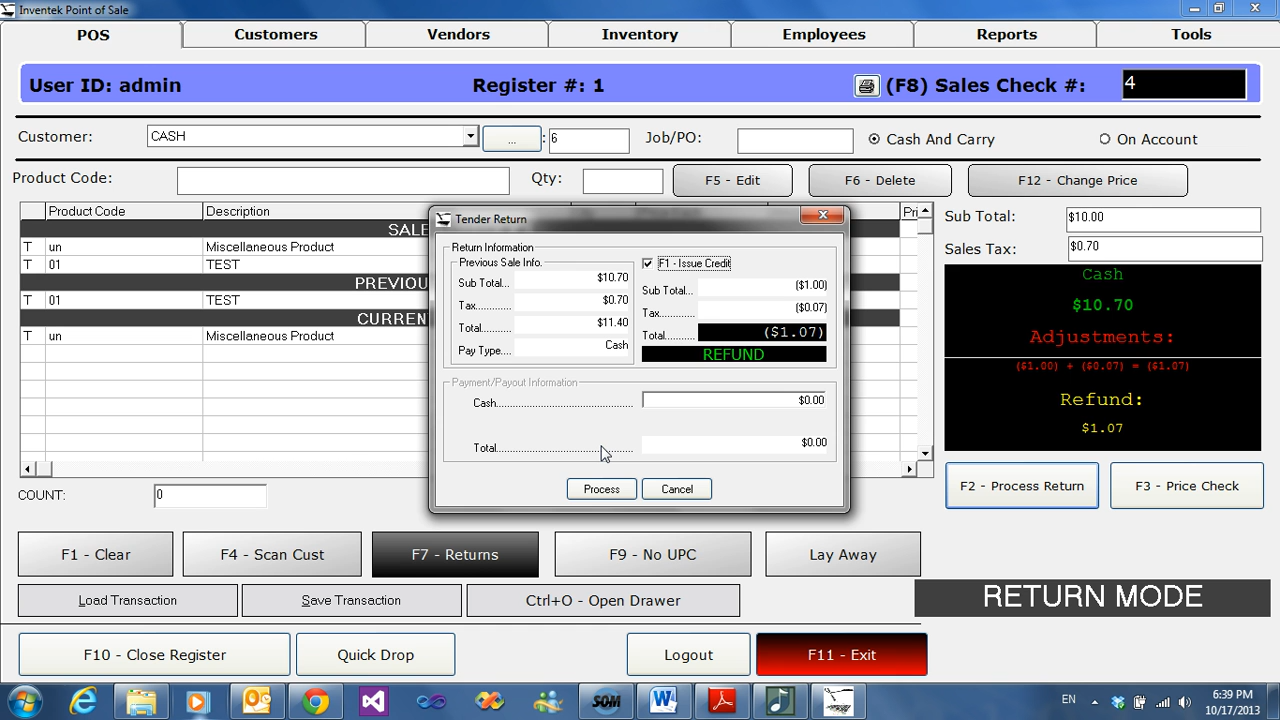 Inventek Point of Sale
POS Customers Vendors Inventory Employees Reports Tools
User ID: admin Register #: 1 (F8) Sales Check #: 4
Customer: CASH ... : 6 Job/PO: Cash And Carry On Account
Product Code: Qty: F5 - Edit F6 - Delete F12 - Change Price
Product Code Description Pri
SALE
T un Miscellaneous Product
T 01 TEST
PREVIOU
T 01 TEST
CURREN
T un Miscellaneous Product
Sub Total: $10.00
Sales Tax: $0.70
Cash
$10.70
Adjustments:
($1.00) + ($0.07) = ($1.07)
Refund:
$1.07
Tender Return
Return Information
Previous Sale Info.
Sub Total... $10.70
Tax........... $0.70
Total......... $11.40
Pay Type.... Cash
F1 - Issue Credit
Sub Total... ($1.00)
Tax........... ($0.07)
Total.......... ($1.07)
REFUND
Payment/Payout Information
Cash.................................................. $0.00
Total.................................................. $0.00
Process Cancel
F2 - Process Return F3 - Price Check
COUNT: 0
F1 - Clear F4 - Scan Cust F7 - Returns F9 - No UPC Lay Away
Load Transaction Save Transaction Ctrl+O - Open Drawer
RETURN MODE
F10 - Close Register Quick Drop Logout F11 - Exit
SOM EN 6:39 PM
10/17/2013